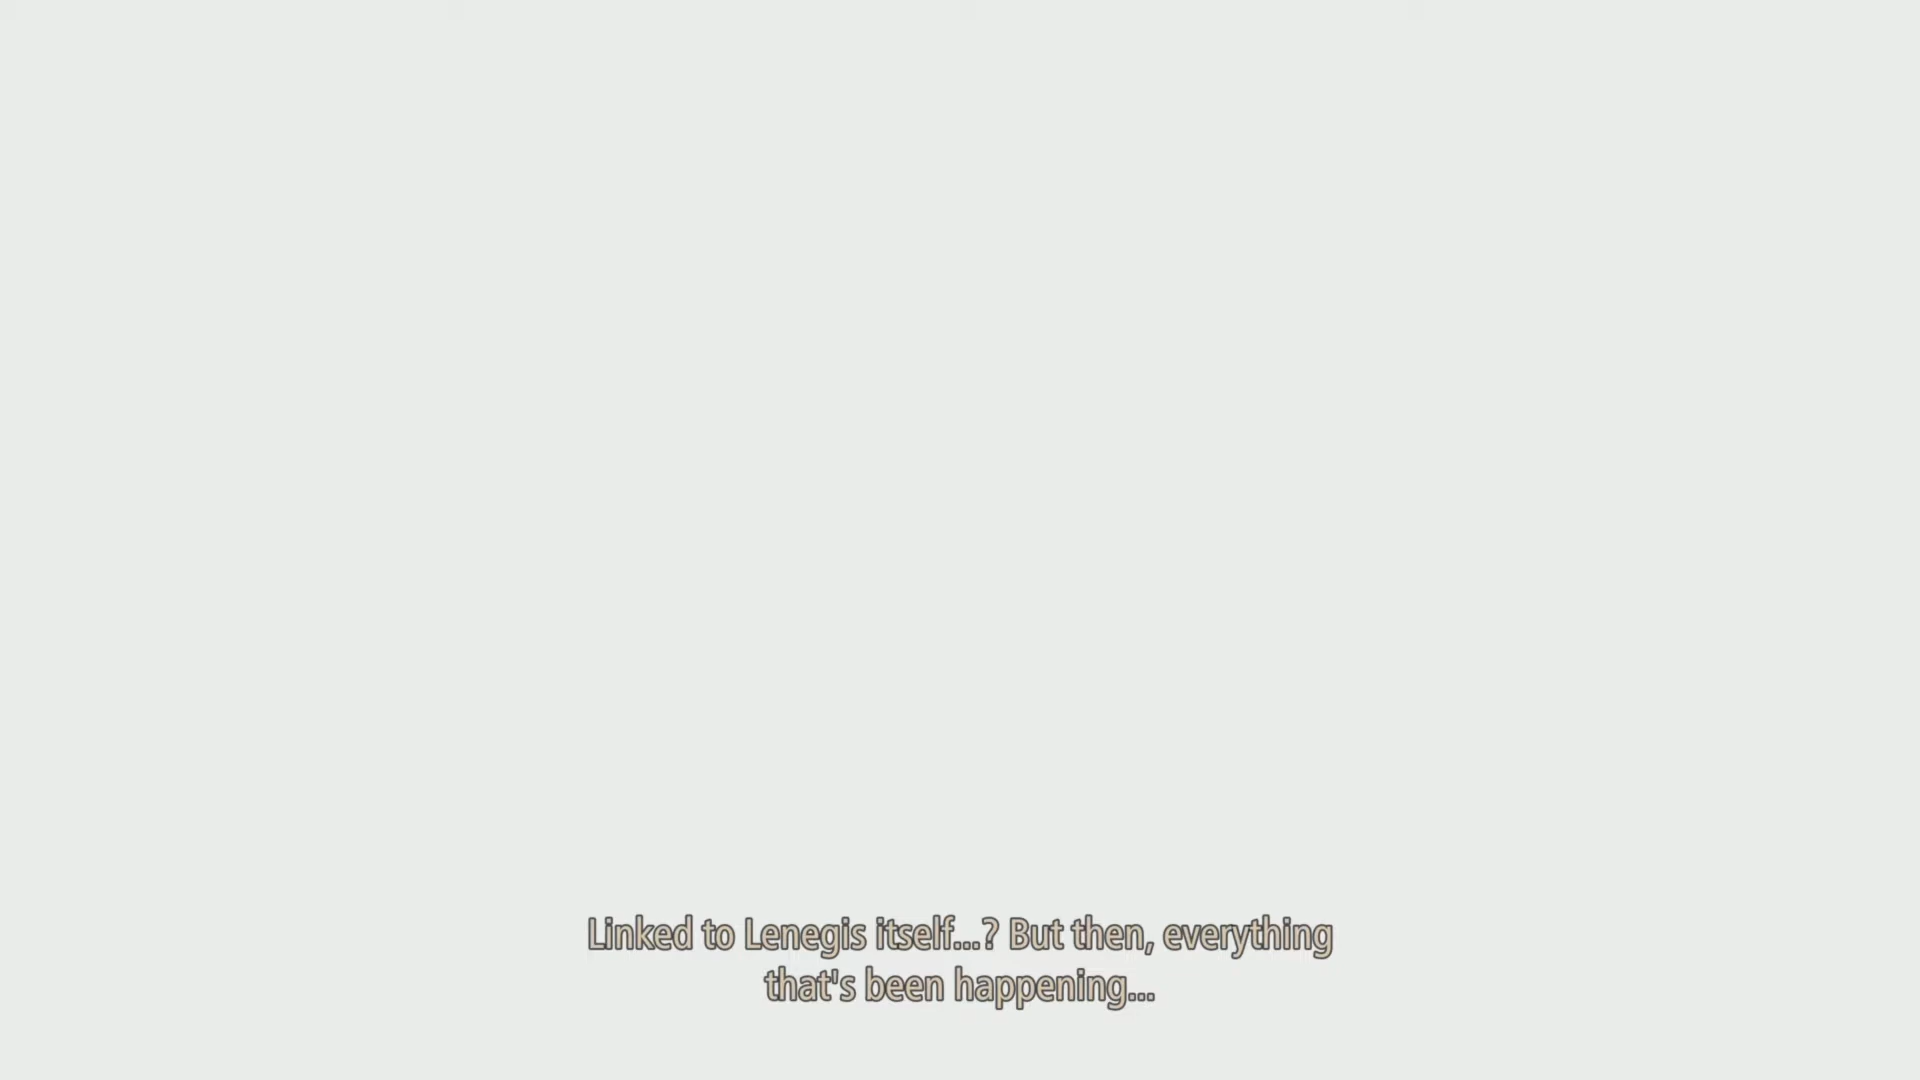 Linked to Lenegis itself...? But then, everything
that's been happening...